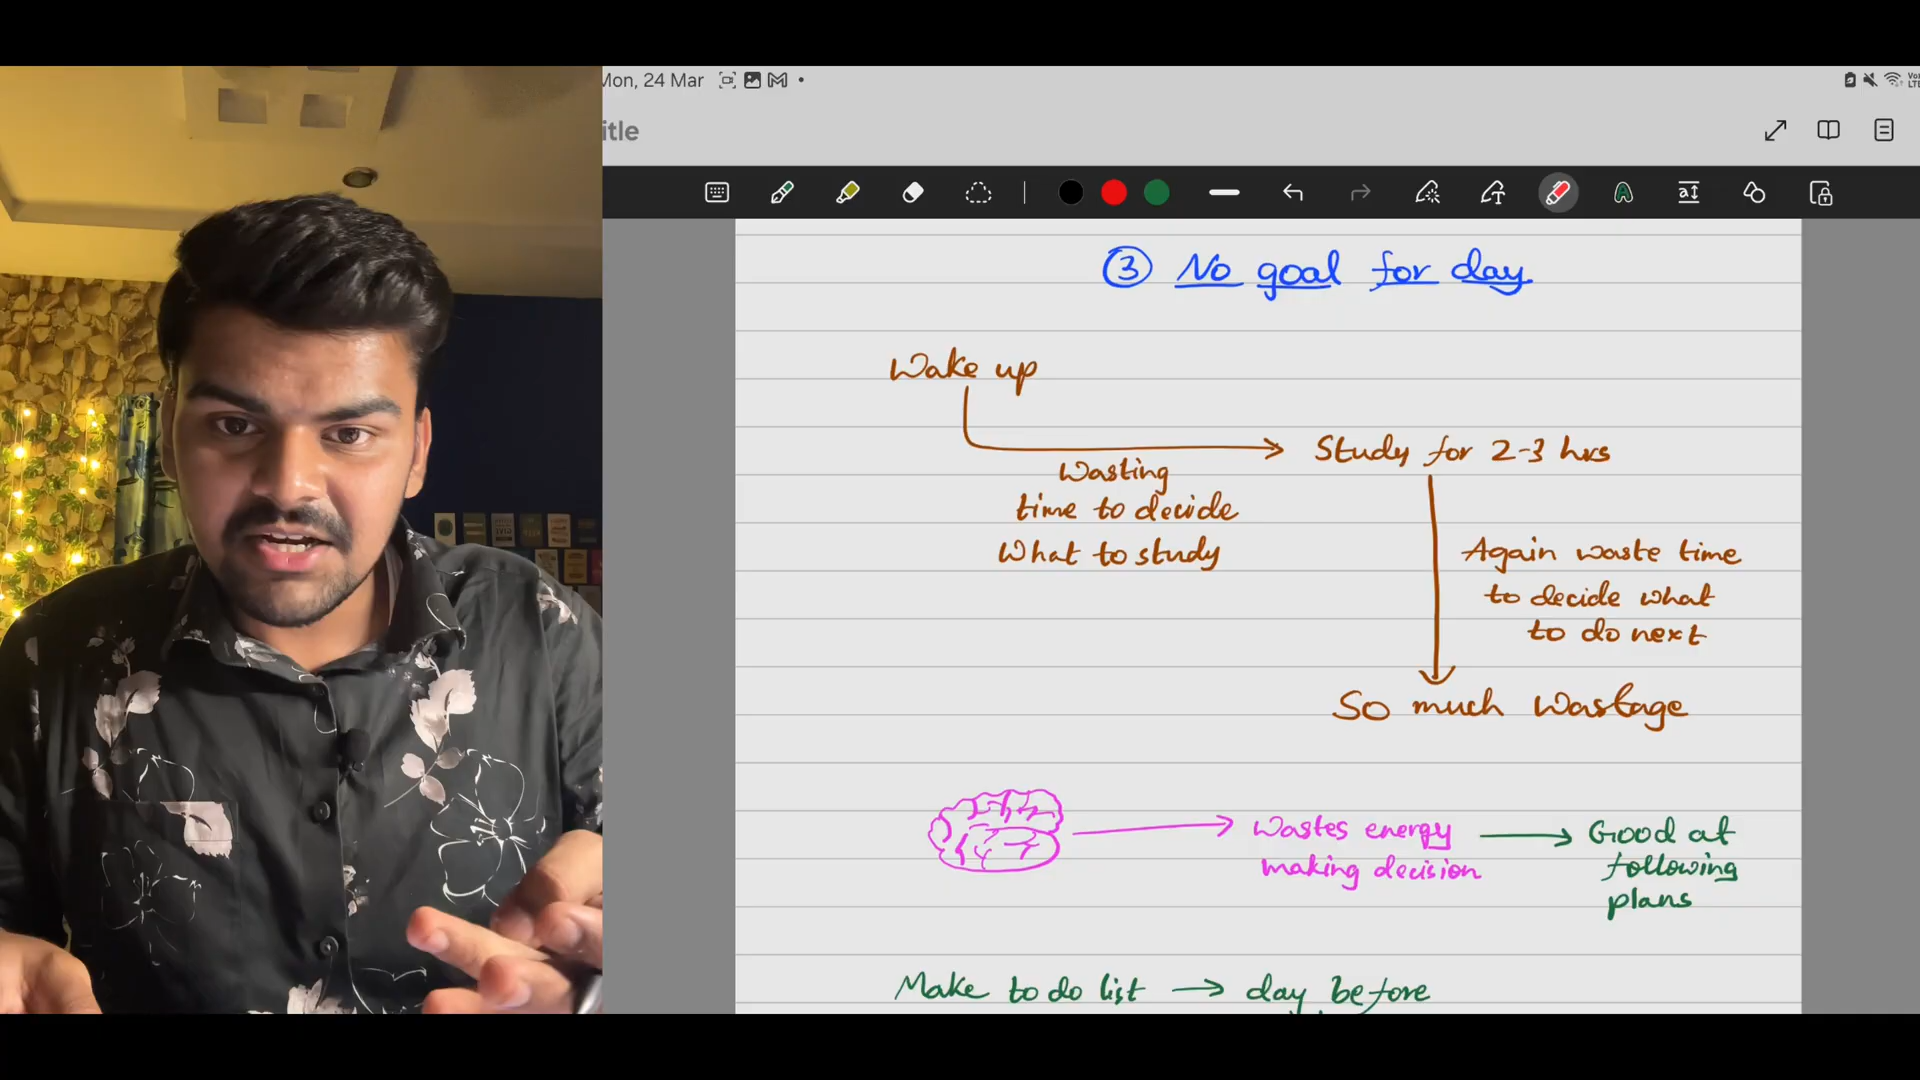 Mon, 24 Mar
itle
③ No goal for day
Wake up
Study for 2-3 hrs
Wasting
time to decide
What to study
Again waste time
to decide what
to do next
So much wastage
Wastes energy
making decision
Good at
following
plans
Make to do list → day before